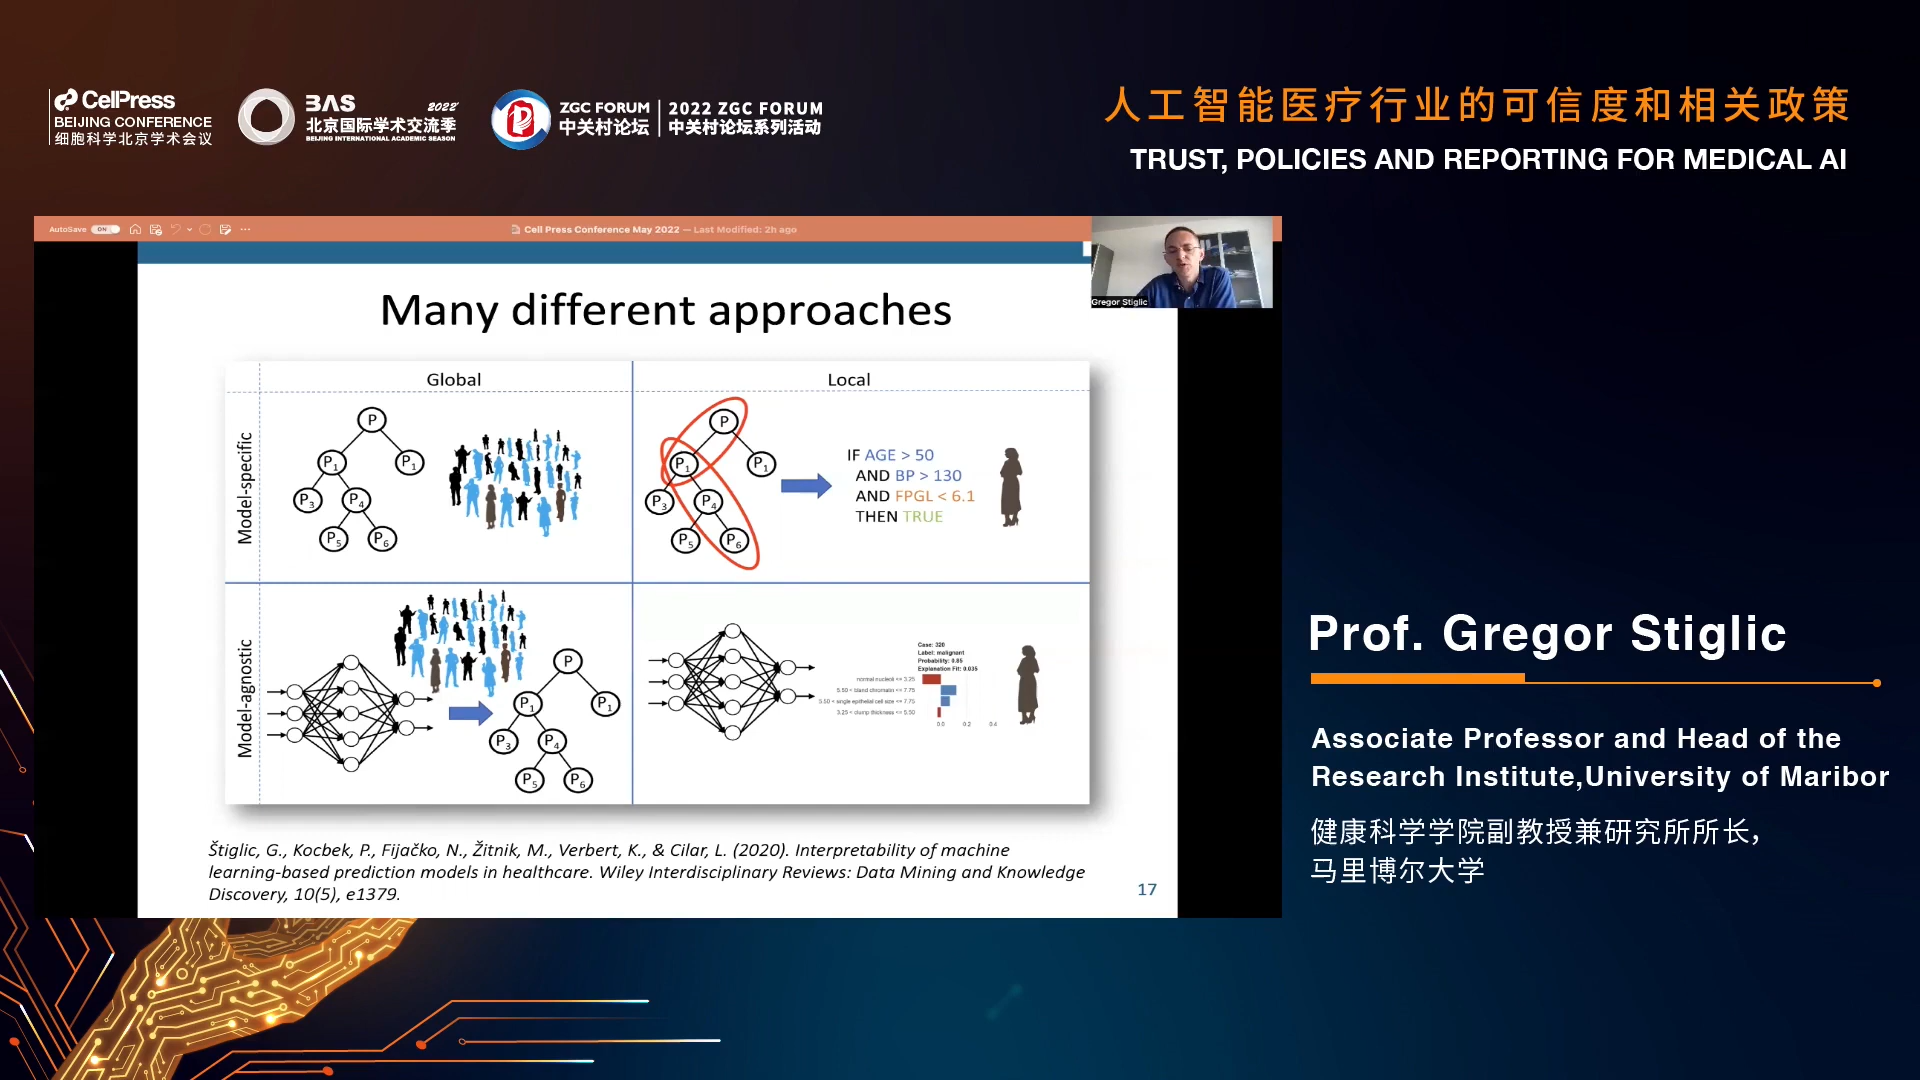 CellPress
BEIJING CONFERENCE
细胞科学北京学术会议
BAS 2022
北京国际学术交流季
BEIJING INTERNATIONAL ACADEMIC SEASON
ZGC FORUM
中关村论坛
2022 ZGC FORUM
中关村论坛系列活动
人工智能医疗行业的可信度和相关政策
TRUST, POLICIES AND REPORTING FOR MEDICAL AI
AutoSave ON
Cell Press Conference May 2022 — Last Modified: 2h ago
Gregor Stiglic
Many different approaches
Global
Local
Model-specific
P
P1
P1
P3
P4
P5
P6
P
P1
P1
P3
P4
P5
P6
IF AGE > 50
AND BP > 130
AND FPGL < 6.1
THEN TRUE
Model-agnostic
P
P1
P1
P3
P4
P5
P6
Case: 320
Label: malignant
Probability: 0.85
Explanation Fit: 0.035
normal nucleoli <= 3.25
5.50 < bland chromatin <= 7.75
5.50 < single epithelial cell size <= 7.75
3.25 < clump thickness <= 5.50
0.0 0.2 0.4
Štiglic, G., Kocbek, P., Fijačko, N., Žitnik, M., Verbert, K., & Cilar, L. (2020). Interpretability of machine
learning-based prediction models in healthcare. Wiley Interdisciplinary Reviews: Data Mining and Knowledge
Discovery, 10(5), e1379.
17
Prof. Gregor Stiglic
Associate Professor and Head of the
Research Institute,University of Maribor
健康科学学院副教授兼研究所所长，
马里博尔大学